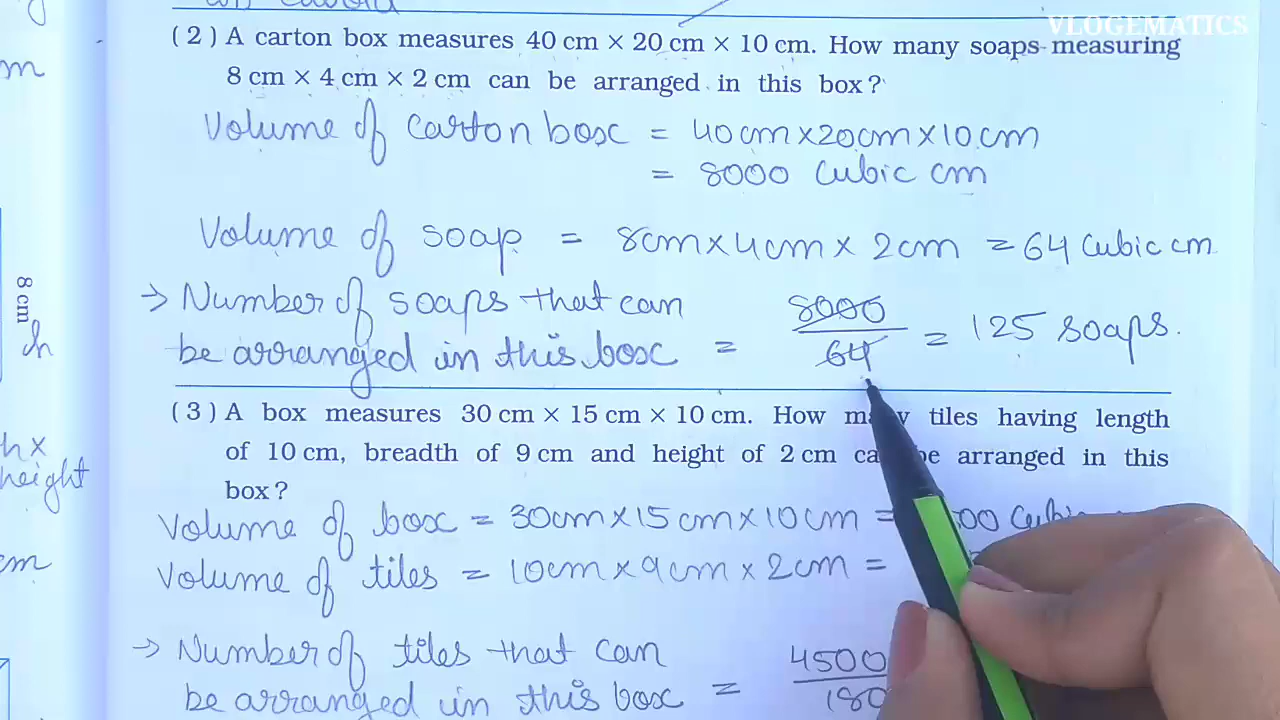 VLOGEMATICS
(2) A carton box measures 40 cm × 20 cm × 10 cm. How many soaps measuring
8 cm × 4 cm × 2 cm can be arranged in this box?
Volume of carton box = 40cm×20cm×10cm
= 8000 cubic cm
Volume of soap = 8cm×4cm×2cm = 64 cubic cm
→ Number of soaps that can
be arranged in this box = 8000/64 = 125 soaps.
(3) A box measures 30 cm × 15 cm × 10 cm. How many tiles having length
of 10 cm, breadth of 9 cm and height of 2 cm can be arranged in this
box?
Volume of box = 30cm×15cm×10cm = 00 cubic
Volume of tiles = 10cm×9cm×2cm =
→ Number of tiles that can
be arranged in this box = 4500/180
m
8 cm
h
height
cm